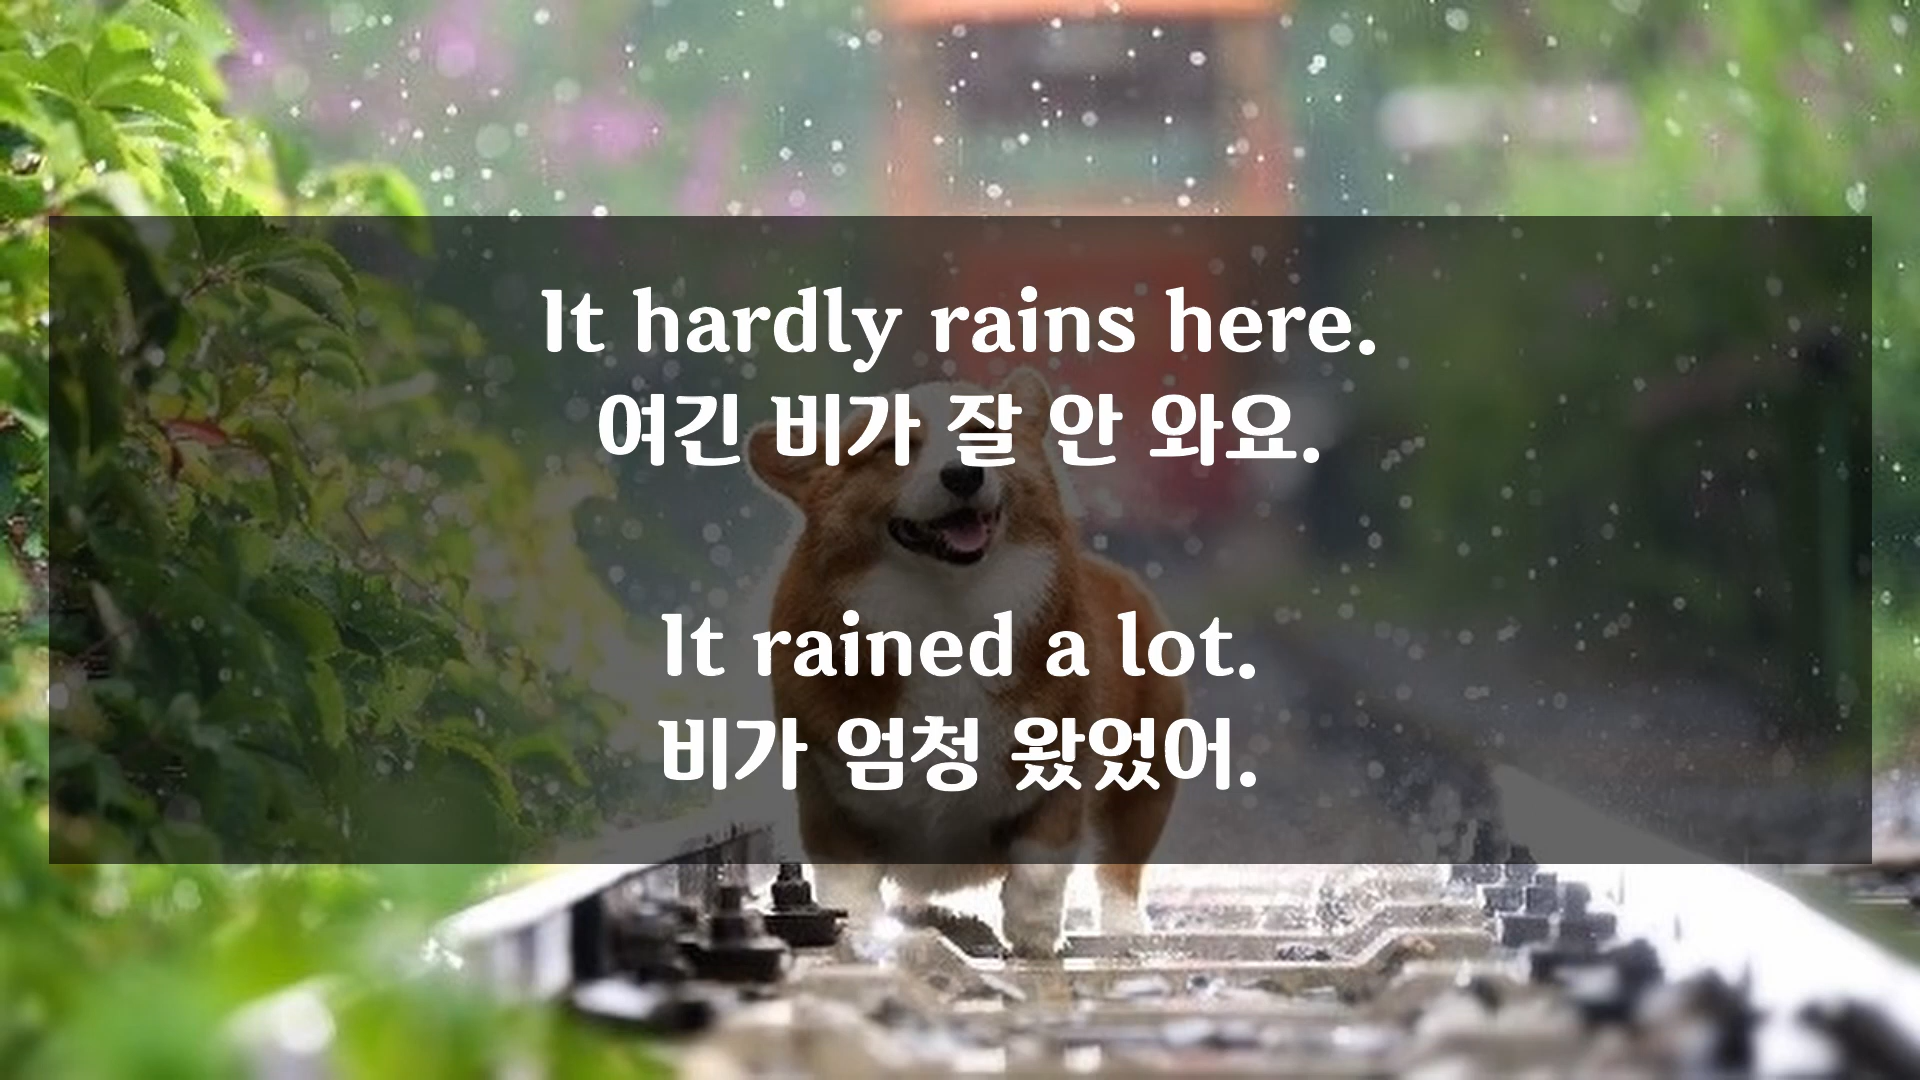 It hardly rains here.
여긴 비가 잘 안 와요.
It rained a lot.
비가 엄청 왔었어.